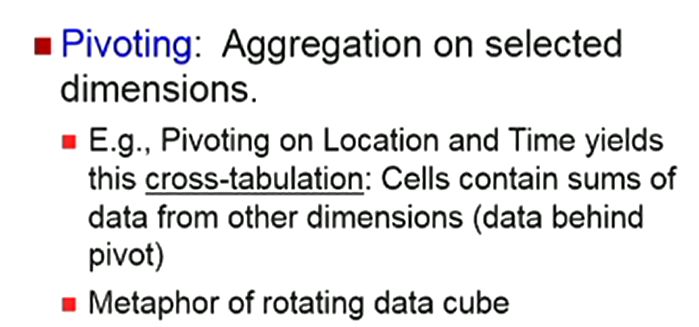 Pivoting: Aggregation on selected
dimensions.
E.g., Pivoting on Location and Time yields
this cross-tabulation: Cells contain sums of
data from other dimensions (data behind
pivot)
Metaphor of rotating data cube